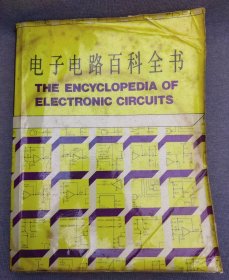 电子电路百科全书
THE ENCYCLOPEDIA OF
ELECTRONIC CIRCUITS